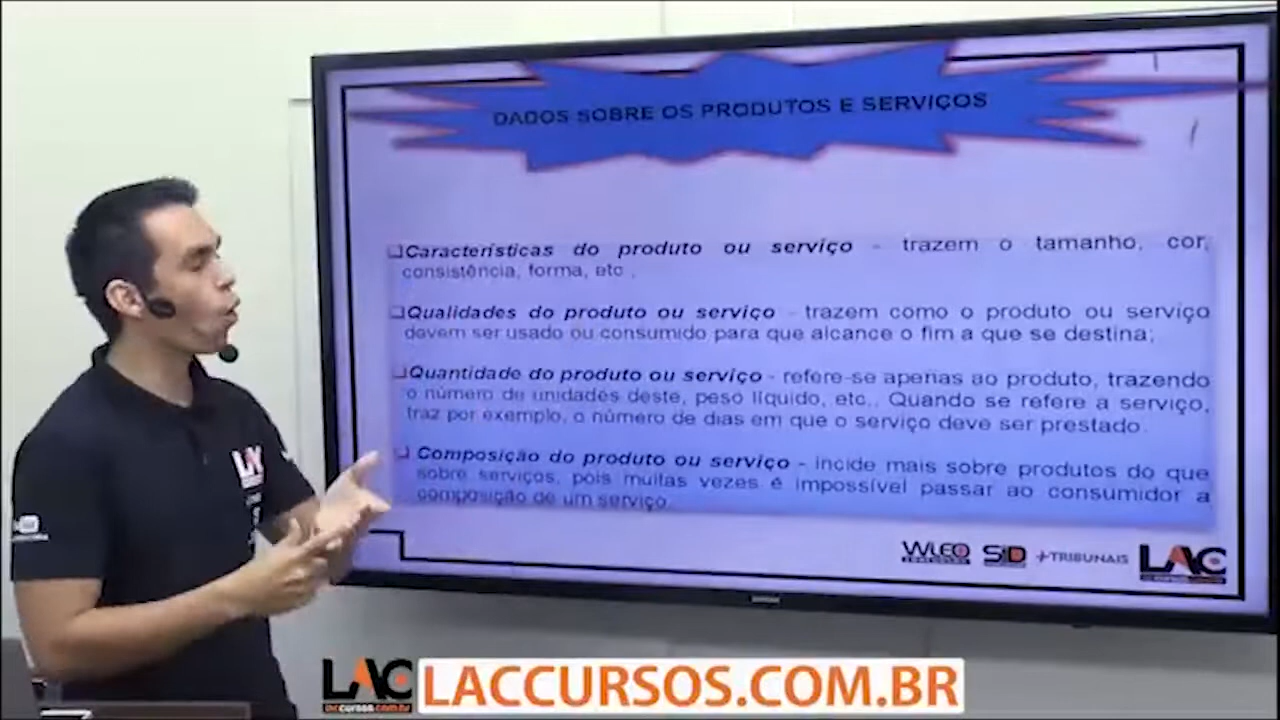 DADOS SOBRE OS PRODUTOS E SERVIÇOS
Características do produto ou serviço - trazem o tamanho, cor,
consistência, forma, etc.,
Qualidades do produto ou serviço - trazem como o produto ou serviço
devem ser usado ou consumido para que alcance o fim a que se destina;
Quantidade do produto ou serviço - refere-se apenas ao produto, trazendo
o número de unidades deste, peso líquido, etc., Quando se refere a serviço,
traz por exemplo, o número de dias em que o serviço deve ser prestado.
Composição do produto ou serviço - incide mais sobre produtos do que
sobre serviços, pois muitas vezes é impossível passar ao consumidor a
composição de um serviço.
WLEO SID +TRIBUNAIS LAC
LAC
LAC LACCURSOS.COM.BR